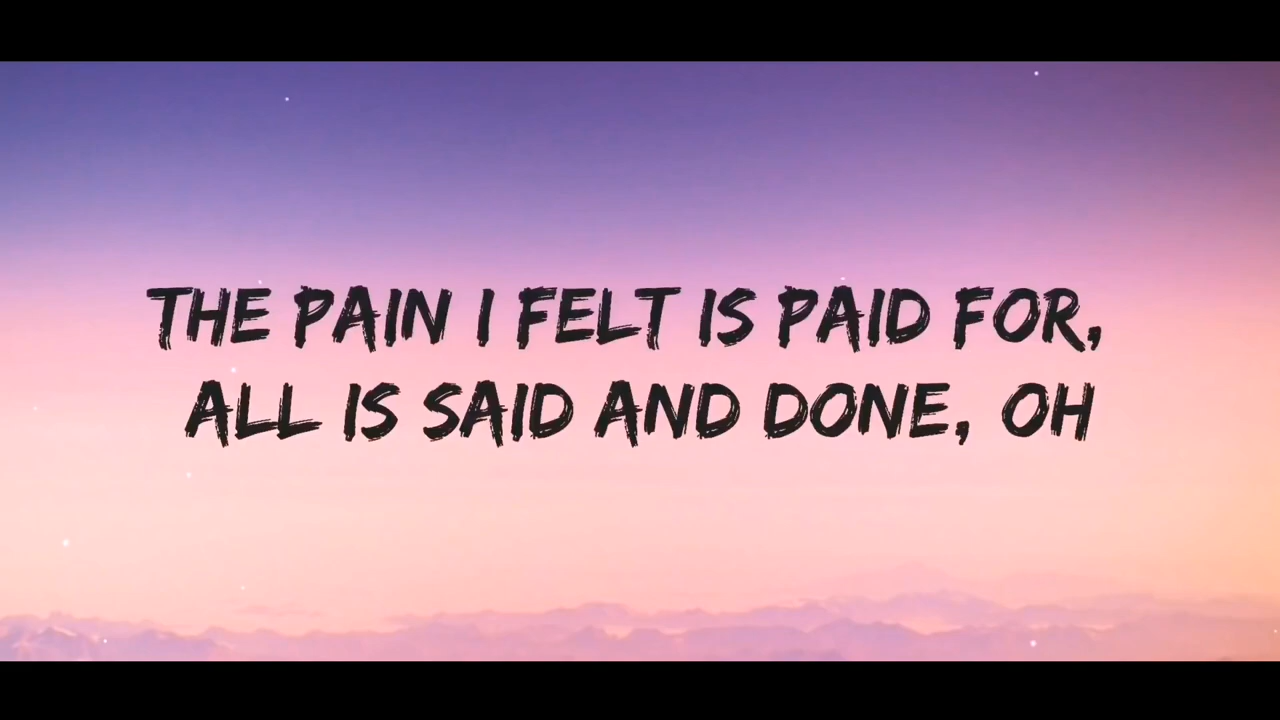 THE PAIN I FELT IS PAID FOR,
ALL IS SAID AND DONE, OH